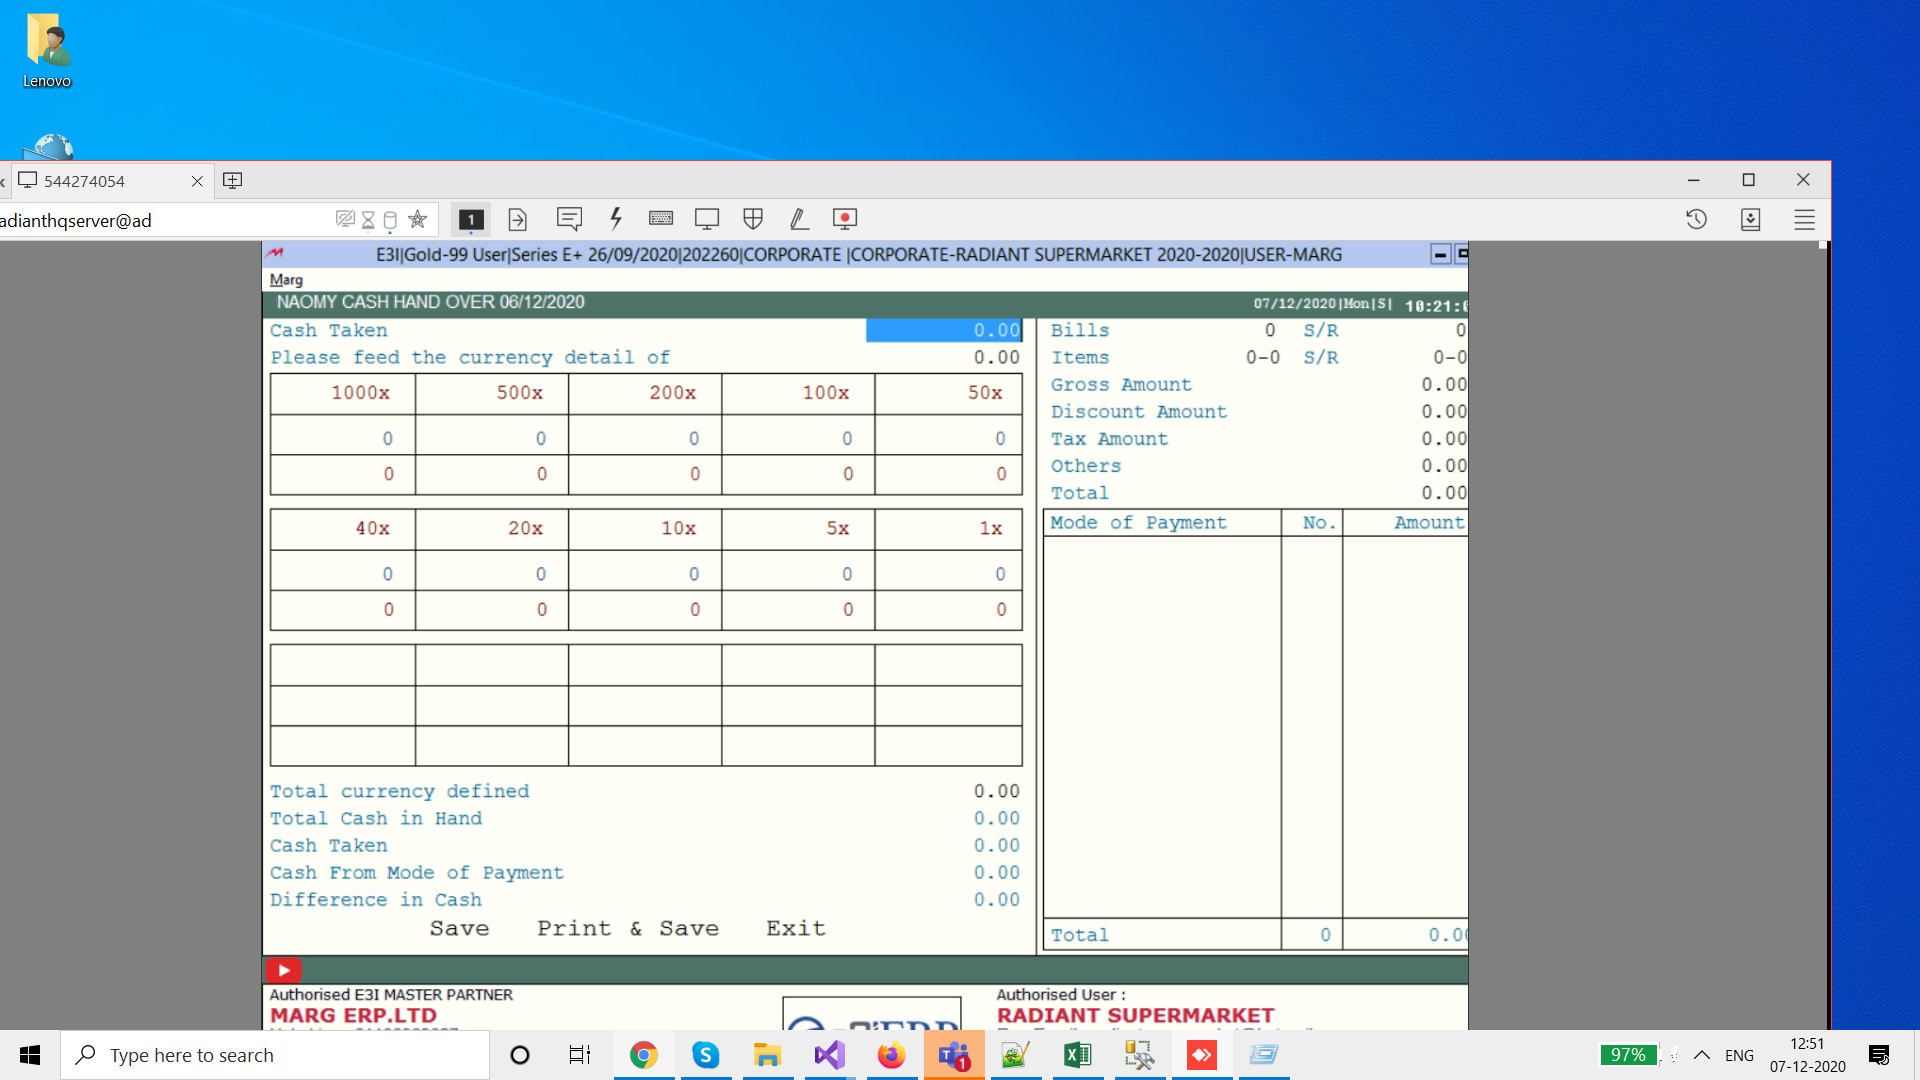 Lenovo
544274054
adianthqserver@ad
1
E3I|Gold-99 User|Series E+ 26/09/2020|202260|CORPORATE |CORPORATE-RADIANT SUPERMARKET 2020-2020|USER-MARG
Marg
NAOMY CASH HAND OVER 06/12/2020 07/12/2020|Mon|S| 10:21:
Cash Taken 0.00
Please feed the currency detail of 0.00
1000x 500x 200x 100x 50x
0 0 0 0 0
0 0 0 0 0
40x 20x 10x 5x 1x
0 0 0 0 0
0 0 0 0 0
Total currency defined 0.00
Total Cash in Hand 0.00
Cash Taken 0.00
Cash From Mode of Payment 0.00
Difference in Cash 0.00
Save Print & Save Exit
Bills 0 S/R 0
Items 0-0 S/R 0-0
Gross Amount 0.00
Discount Amount 0.00
Tax Amount 0.00
Others 0.00
Total 0.00
Mode of Payment No. Amount
Total 0 0.00
Authorised E3I MASTER PARTNER
MARG ERP.LTD
Authorised User :
RADIANT SUPERMARKET
Type here to search
1
97%
ENG
12:51
07-12-2020